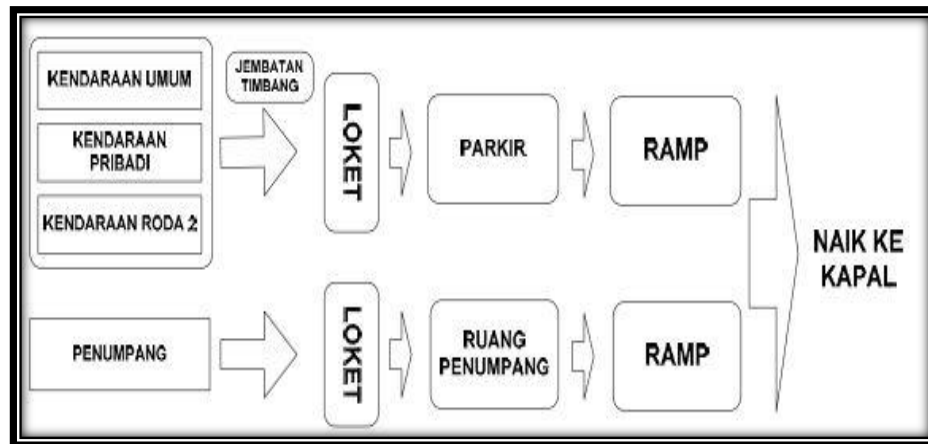 KENDARAAN UMUM
KENDARAAN
PRIBADI
KENDARAAN RODA 2
JEMBATAN
TIMBANG
LOKET
PARKIR
RAMP
PENUMPANG
LOKET
RUANG
PENUMPANG
RAMP
NAIK KE
KAPAL